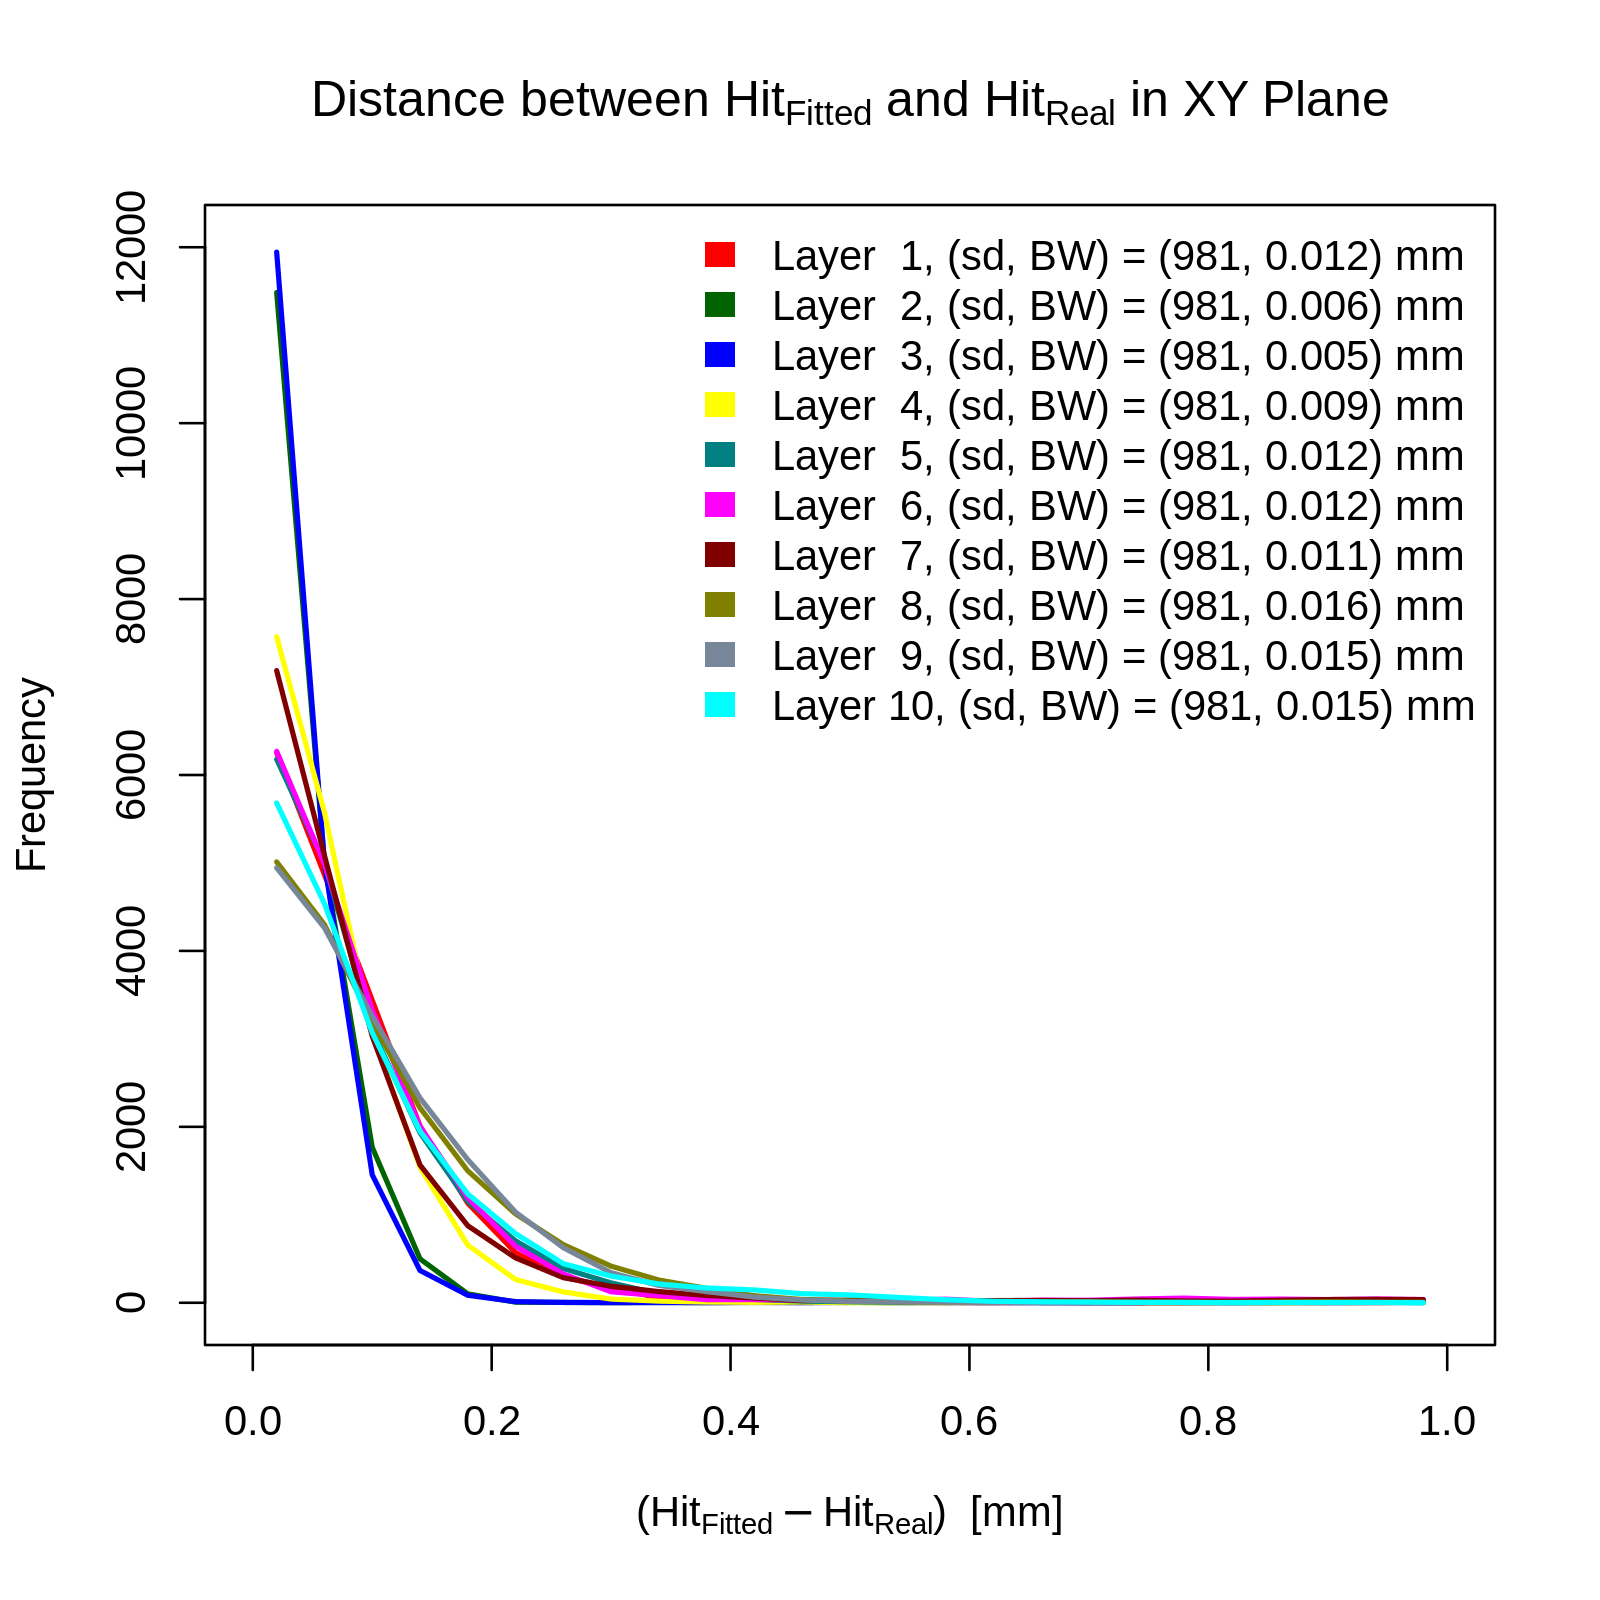 Distance between HitFitted and HitReal in XY Plane
12000
10000
8000
6000
4000
2000
0
Frequency
Layer  1, (sd, BW) = (981, 0.012) mm
Layer  2, (sd, BW) = (981, 0.006) mm
Layer  3, (sd, BW) = (981, 0.005) mm
Layer  4, (sd, BW) = (981, 0.009) mm
Layer  5, (sd, BW) = (981, 0.012) mm
Layer  6, (sd, BW) = (981, 0.012) mm
Layer  7, (sd, BW) = (981, 0.011) mm
Layer  8, (sd, BW) = (981, 0.016) mm
Layer  9, (sd, BW) = (981, 0.015) mm
Layer 10, (sd, BW) = (981, 0.015) mm
0.0 0.2 0.4 0.6 0.8 1.0
(HitFitted − HitReal)  [mm]